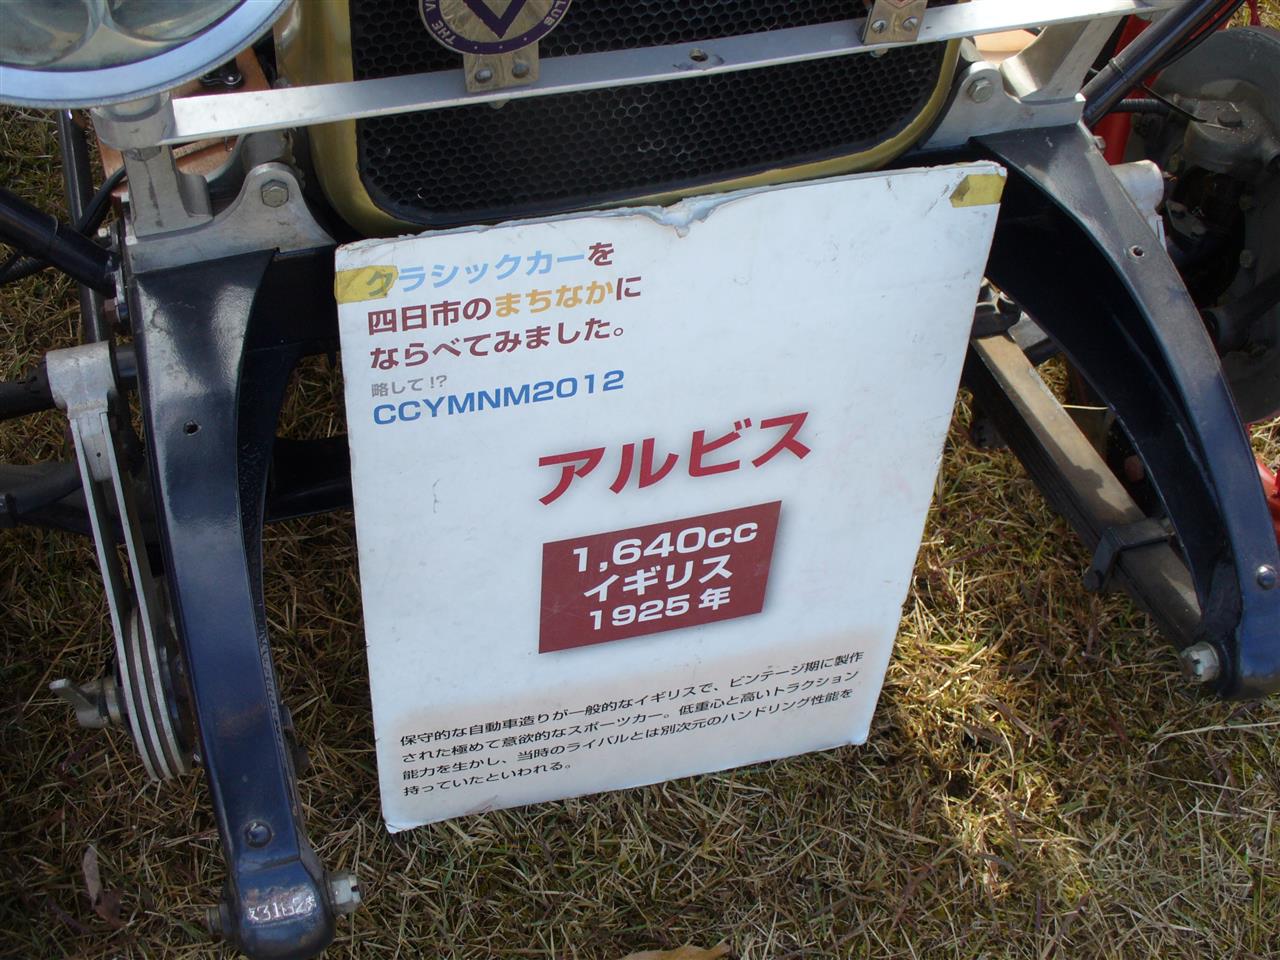 THE V
CLUB
クラシックカーを
四日市のまちなかに
ならべてみました。
略して!?
CCYMNM2012
アルビス
1,640cc
イギリス
1925年
保守的な自動車造りが一般的なイギリスで、ビンテージ期に製作
された極めて意欲的なスポーツカー。低重心と高いトラクション
能力を生かし、当時のライバルとは別次元のハンドリング性能を
持っていたといわれる。
3162